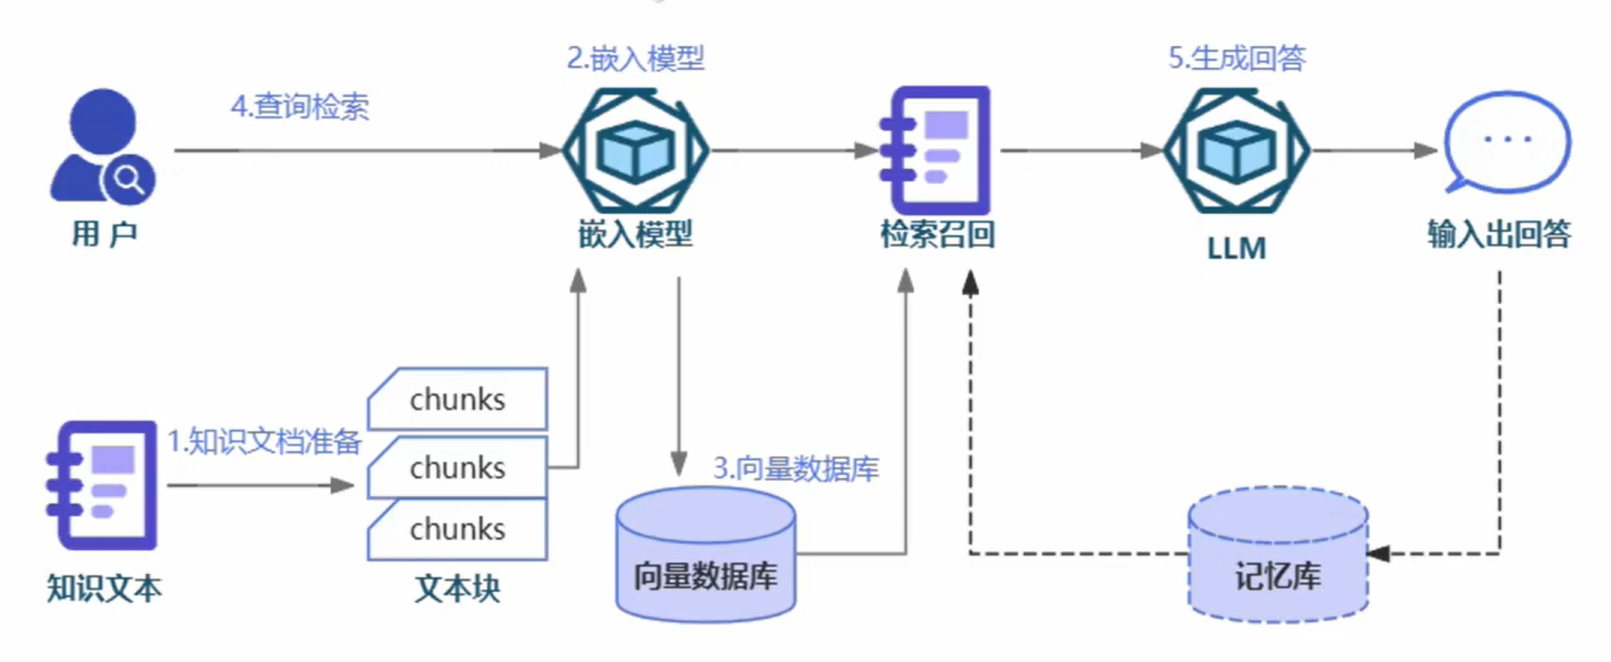 2.嵌入模型
5.生成回答
4.查询检索
用 户
嵌入模型
检索召回
LLM
输入出回答
chunks
1.知识文档准备
chunks
3.向量数据库
chunks
知识文本
文本块
向量数据库
记忆库